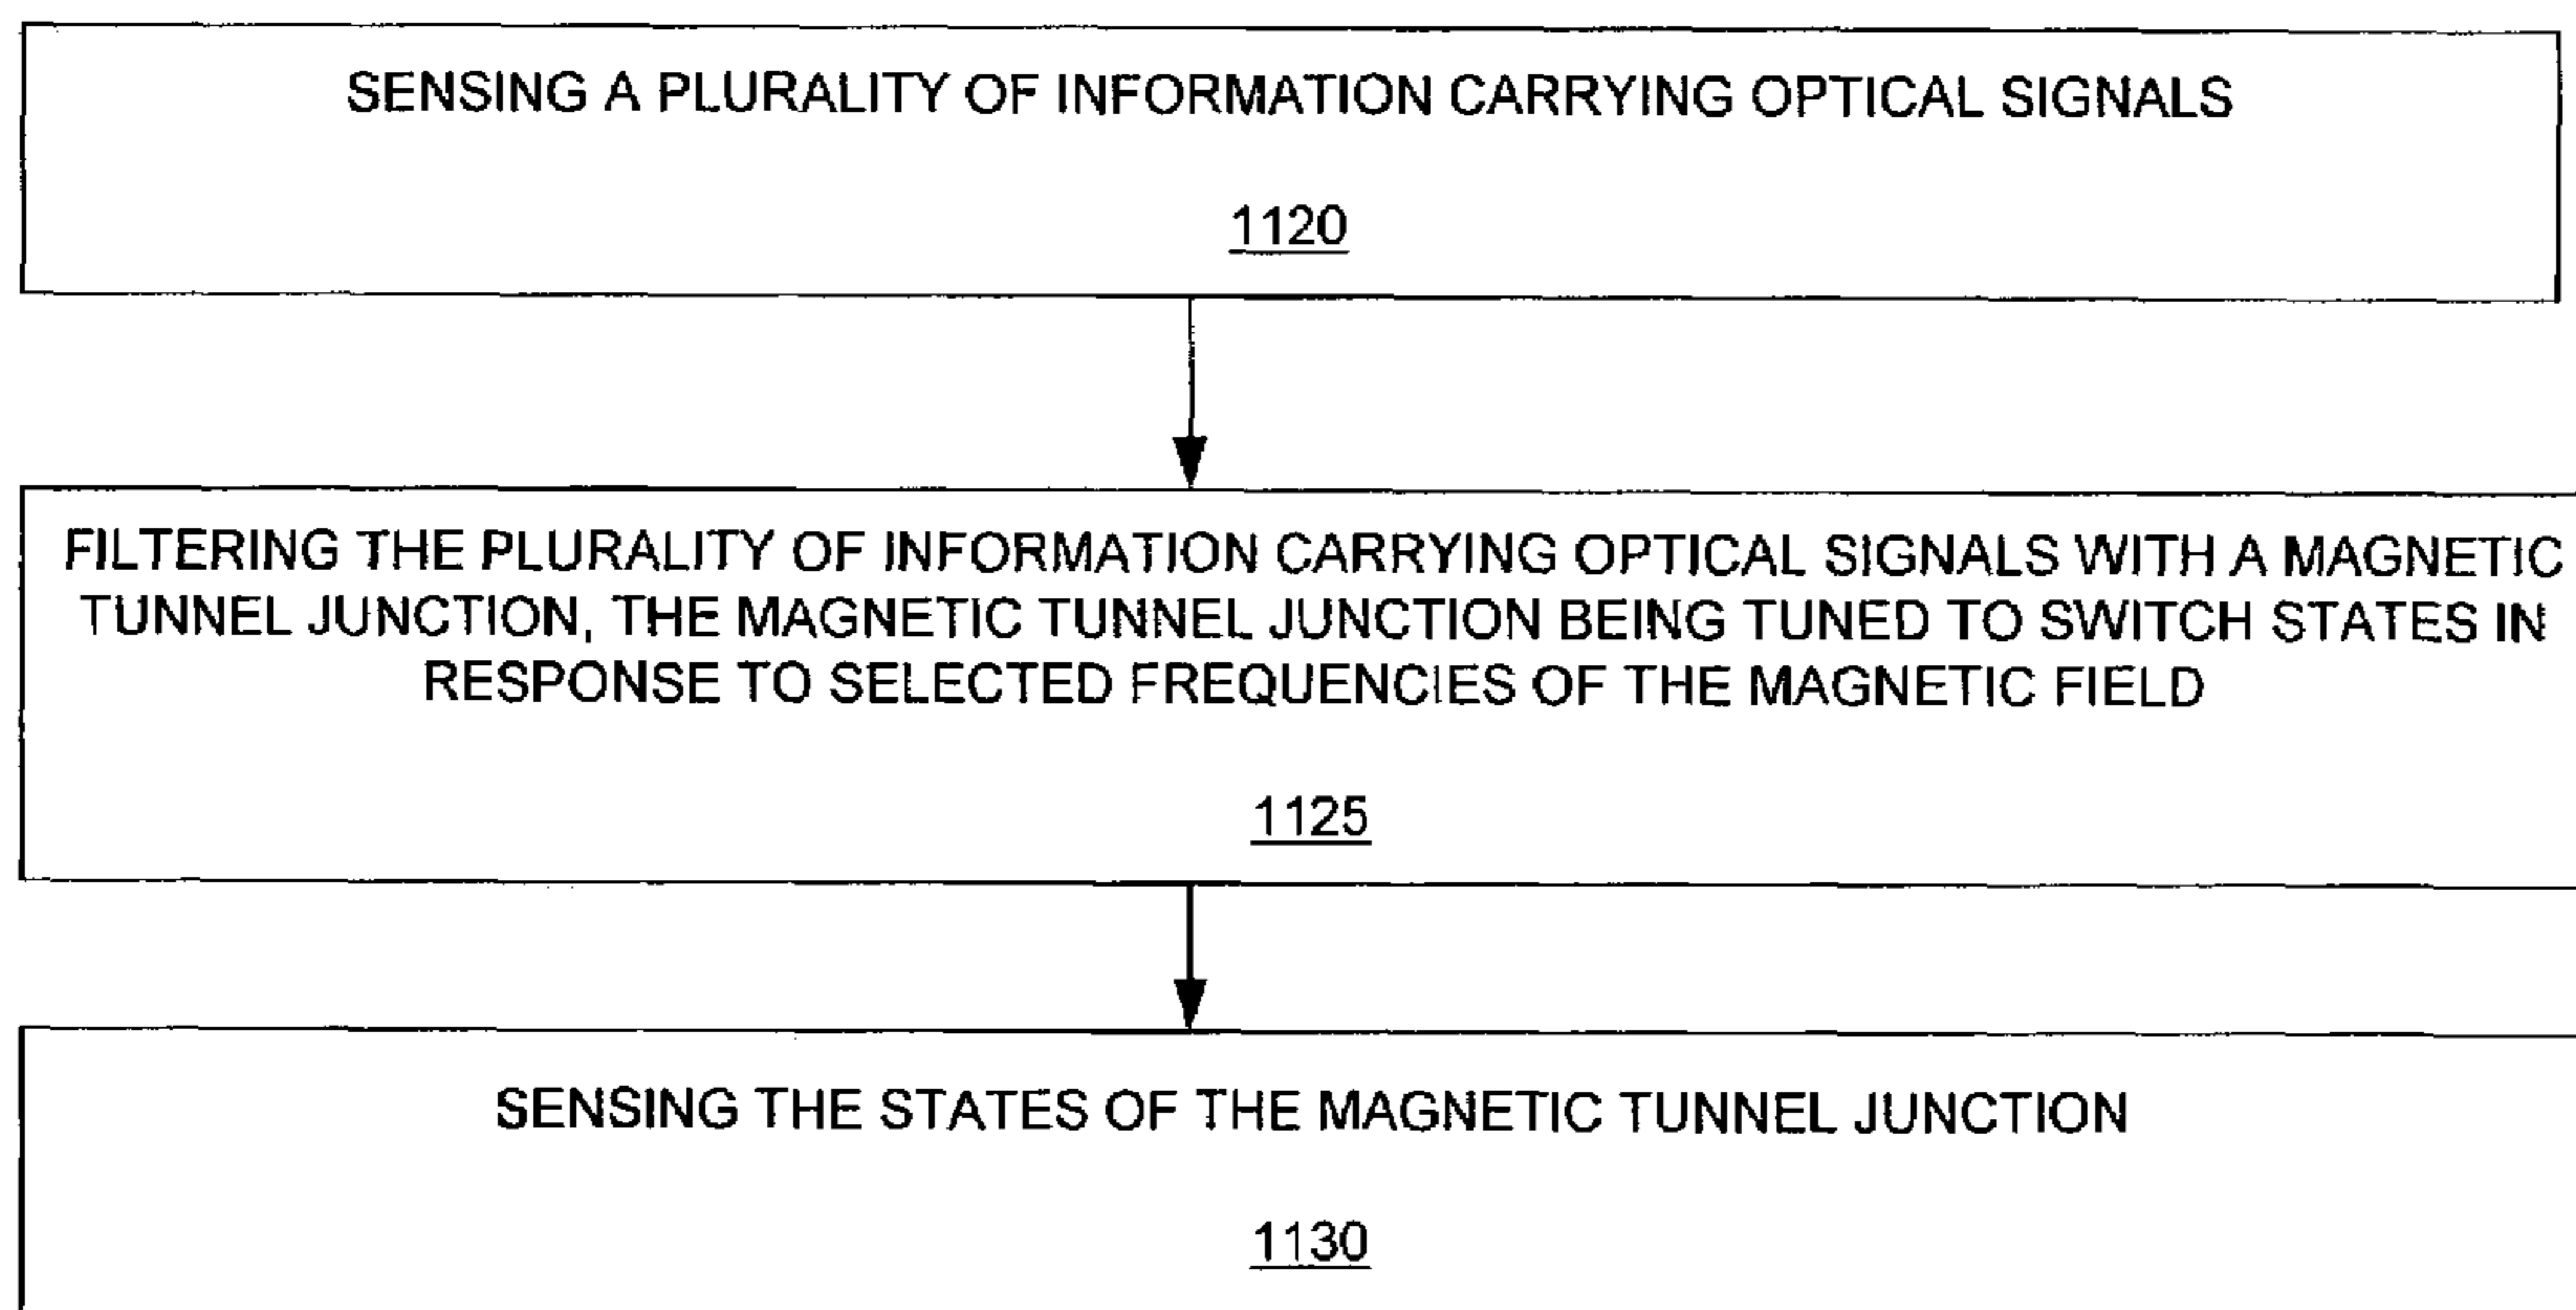 SENSING A PLURALITY OF INFORMATION CARRYING OPTICAL SIGNALS
1120
FILTERING THE PLURALITY OF INFORMATION CARRYING OPTICAL SIGNALS WITH A MAGNETIC
TUNNEL JUNCTION, THE MAGNETIC TUNNEL JUNCTION BEING TUNED TO SWITCH STATES IN
RESPONSE TO SELECTED FREQUENCIES OF THE MAGNETIC FIELD
1125
SENSING THE STATES OF THE MAGNETIC TUNNEL JUNCTION
1130